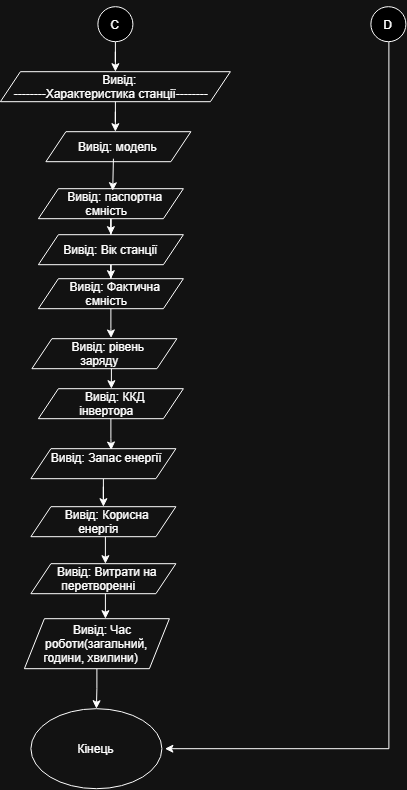 C
D
Вивід:
--------Характеристика станції--------
Вивід: модель
Вивід: паспортна
ємність
Вивід: Вік станції
Вивід: Фактична
ємність
Вивід: рівень
заряду
Вивід: ККД
інвертора
Вивід: Запас енергії
Вивід: Корисна
енергія
Вивід: Витрати на
перетворенні
Вивід: Час
роботи(загальний,
години, хвилини)
Кінець